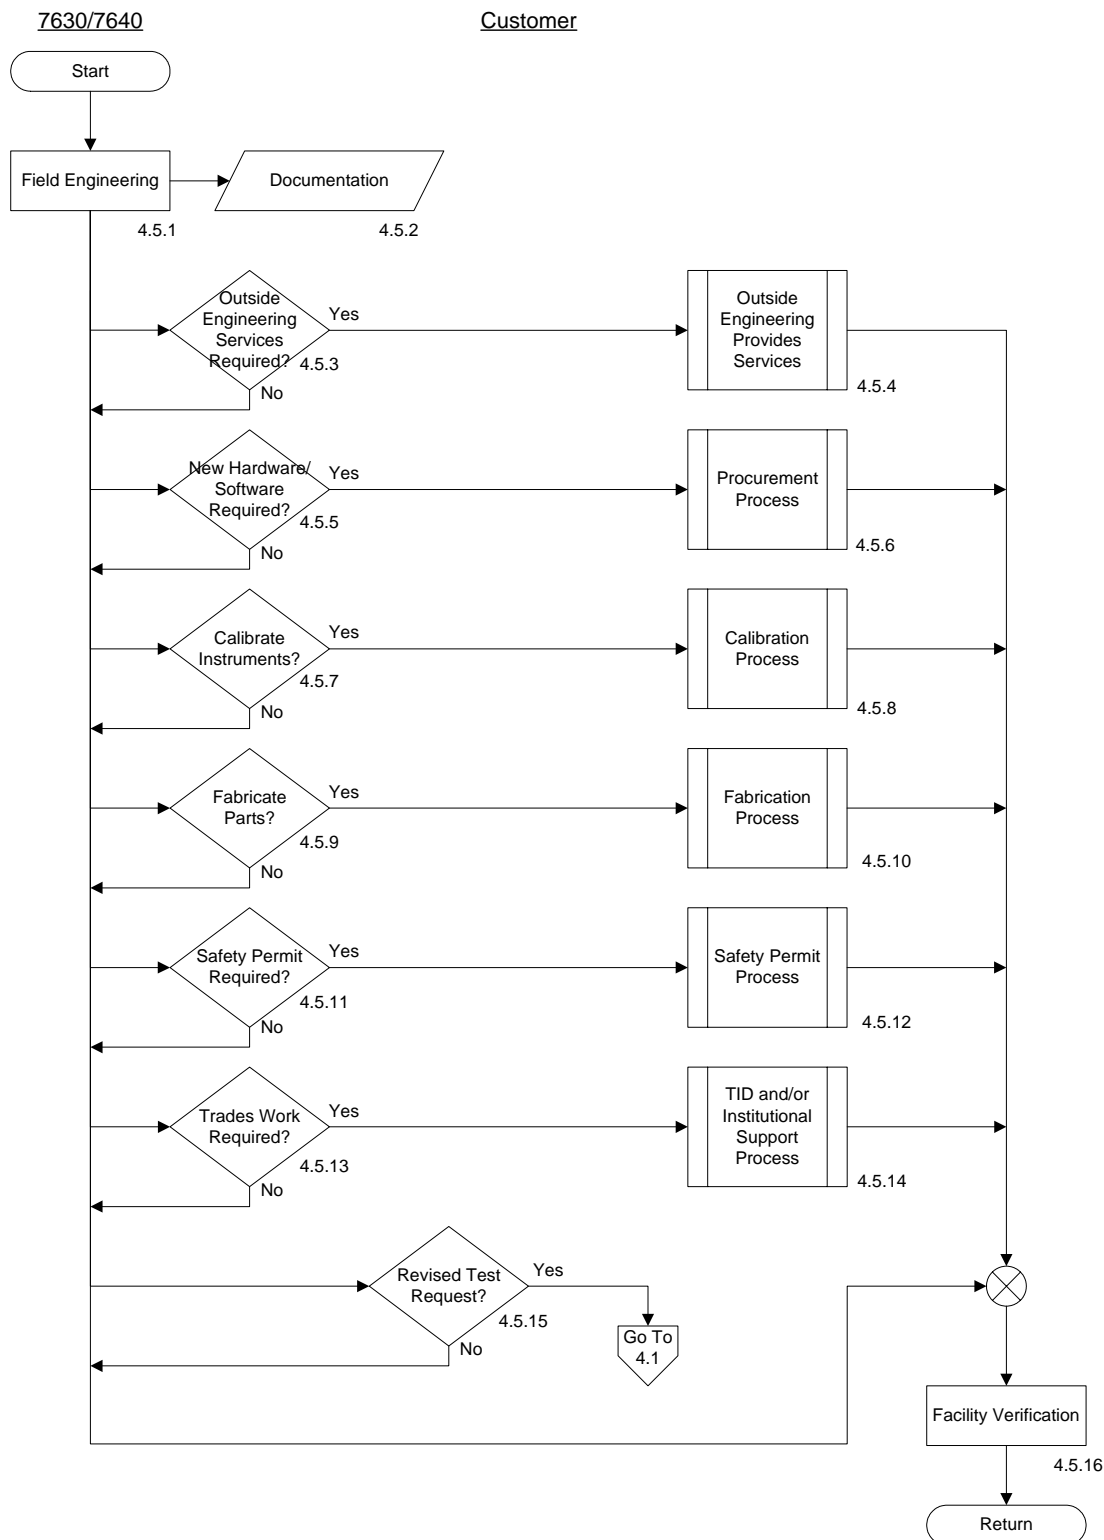 7630/7640
Customer
Start
Field Engineering
Documentation
4.5.1
4.5.2
Outside
Engineering
Services
Required?
Yes
4.5.3
No
Outside
Engineering
Provides
Services
4.5.4
New Hardware/
Software
Required?
Yes
4.5.5
No
Procurement
Process
4.5.6
Calibrate
Instruments?
Yes
4.5.7
No
Calibration
Process
4.5.8
Fabricate
Parts?
Yes
4.5.9
No
Fabrication
Process
4.5.10
Safety Permit
Required?
Yes
4.5.11
No
Safety Permit
Process
4.5.12
Trades Work
Required?
Yes
4.5.13
No
TID and/or
Institutional
Support
Process
4.5.14
Revised Test
Request?
Yes
4.5.15
No
Go To
4.1
Facility Verification
4.5.16
Return